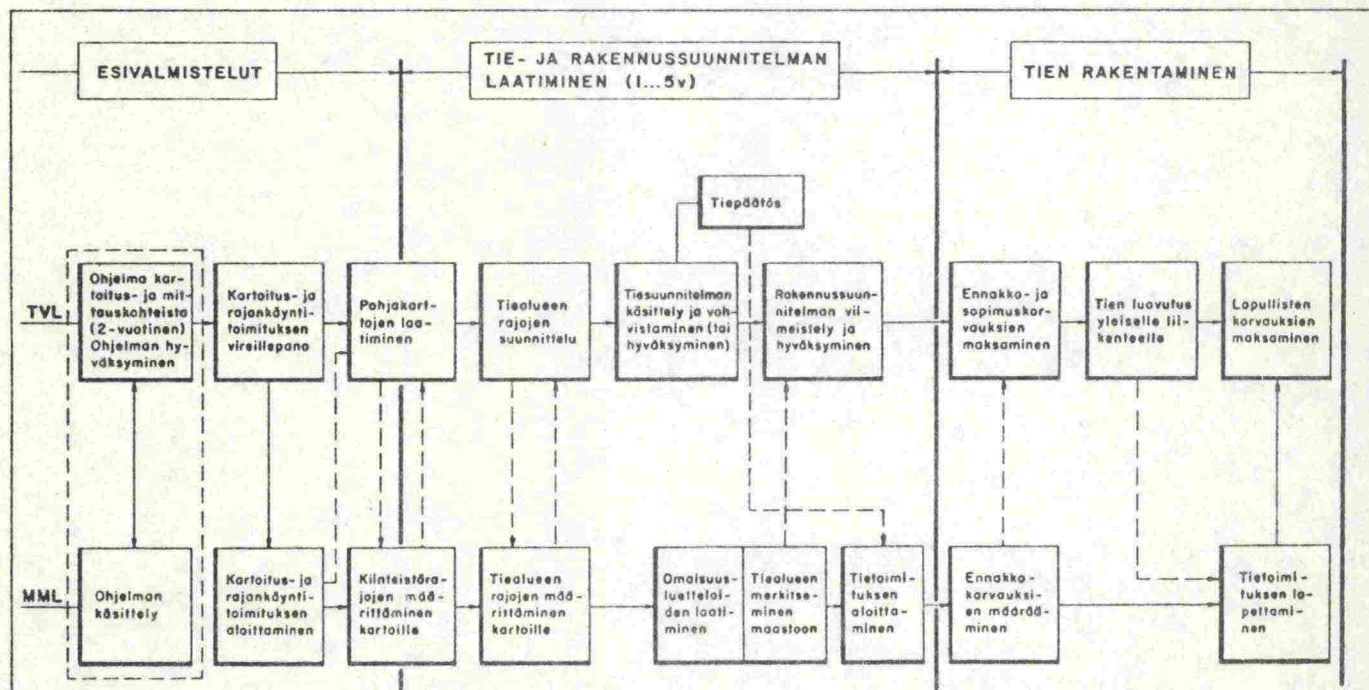 ESIVALMISTELUT
TIE- JA RAKENNUSSUUNNITELMAN
LAATIMINEN (1...5v)
TIEN RAKENTAMINEN
Tiepäätös
TVL
Ohjelma kar-
toitus- ja mit-
tauskohteista
(2-vuotinen)
Ohjelman hy-
väksyminen
Kartoitus- ja
rajankäynti-
toimituksen
vireillepano
Pohjakart-
tojen laa-
timinen
Tiealueen
rajojen
suunnittelu
Tiesuunnitelman
käsittely ja vah-
vistaminen (tai
hyväksyminen)
Rakennussuun-
nitelman vii-
meistely ja
hyväksyminen
Ennakko- ja
sopimuskor-
vauksien
maksaminen
Tien luovutus
yleiselle lii-
kenteelle
Lopullisten
korvauksien
maksaminen
MML
Ohjelman
käsittely
Kartoitus- ja
rajankäynti-
toimituksen
aloittaminen
Kiinteistöra-
jojen määrit-
täminen
kartoille
Tiealueen
rajojen mää-
rittäminen
kartoille
Omaisuus-
luetteloi-
den laati-
minen
Tiealueen
merkitse-
minen
maastoon
Tietoimi-
tuksen
aloitta-
minen
Ennakko-
korvauksi-
en määrää-
minen
Tietoimi-
tuksen lo-
pettami-
nen